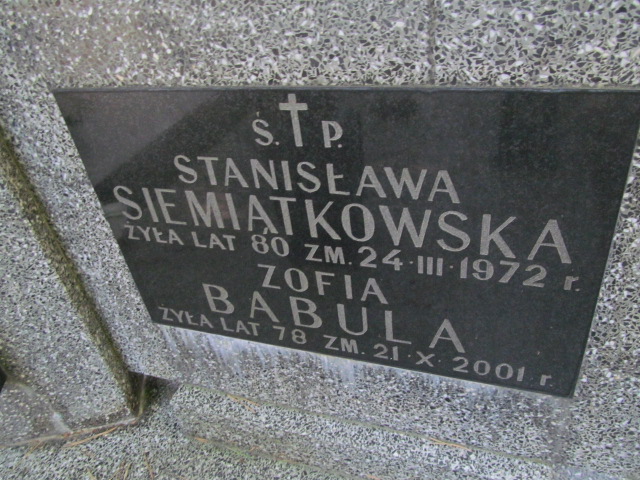 Ś. P.
STANISŁAWA
SIEMIĄTKOWSKA
ŻYŁA LAT 80 ZM. 24·III·1972 r.
ZOFIA
BABULA
ŻYŁA LAT 78 ZM. 21·X·2001 r.